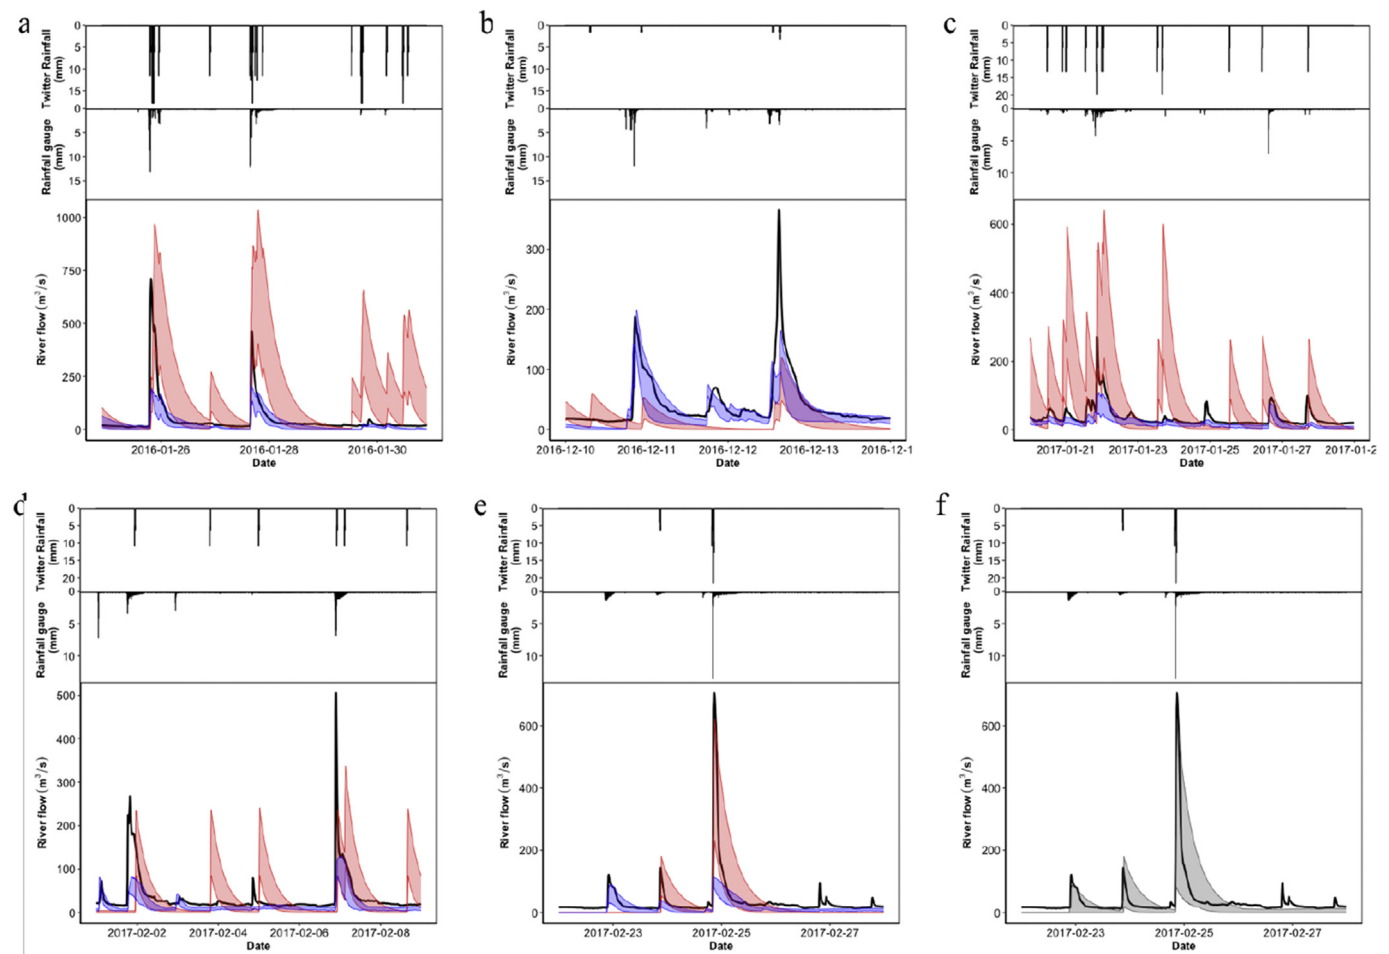 a
Twitter Rainfall
(mm)
0
5
10
15
Rainfall gauge
(mm)
0
5
10
15
River flow (m³/s)
1000
750
500
250
0
2016-01-26
2016-01-28
2016-01-30
Date
b
Twitter Rainfall
(mm)
0
5
10
15
Rainfall gauge
(mm)
0
5
10
15
River flow (m³/s)
300
200
100
0
2016-12-10
2016-12-11
2016-12-12
2016-12-13
2016-12-1
Date
c
Twitter Rainfall
(mm)
0
5
10
15
20
Rainfall gauge
(mm)
0
5
10
River flow (m³/s)
600
400
200
0
2017-01-21
2017-01-23
2017-01-25
2017-01-27
2017-01-2
Date
d
Twitter Rainfall
(mm)
0
5
10
15
20
Rainfall gauge
(mm)
0
5
10
River flow (m³/s)
500
400
300
200
100
0
2017-02-02
2017-02-04
2017-02-06
2017-02-08
Date
e
Twitter Rainfall
(mm)
0
5
10
15
20
Rainfall gauge
(mm)
0
5
10
River flow (m³/s)
600
400
200
0
2017-02-23
2017-02-25
2017-02-27
Date
f
Twitter Rainfall
(mm)
0
5
10
15
20
Rainfall gauge
(mm)
0
5
10
River flow (m³/s)
600
400
200
0
2017-02-23
2017-02-25
2017-02-27
Date